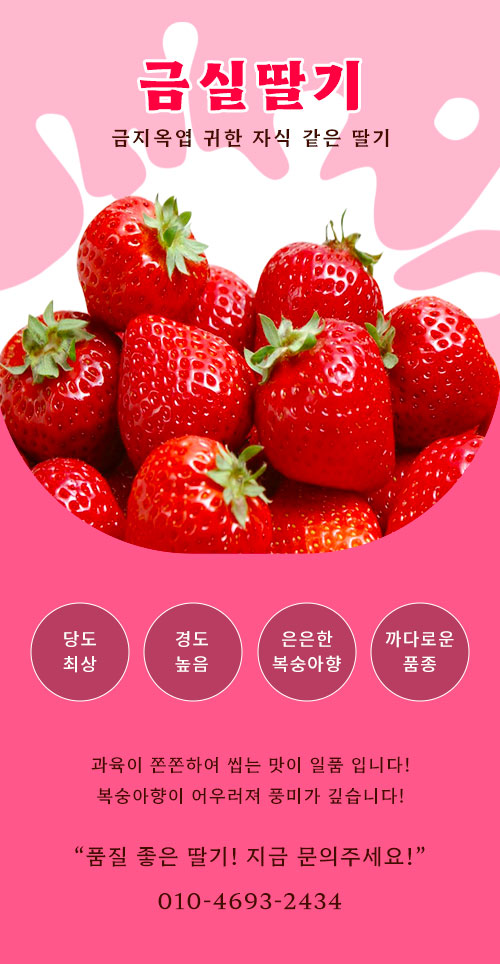 금실딸기
금지옥엽 귀한 자식 같은 딸기
당도
최상
경도
높음
은은한
복숭아향
까다로운
품종
과육이 쫀쫀하여 씹는 맛이 일품 입니다!
복숭아향이 어우러져 풍미가 깊습니다!
“품질 좋은 딸기! 지금 문의주세요!”
010-4693-2434